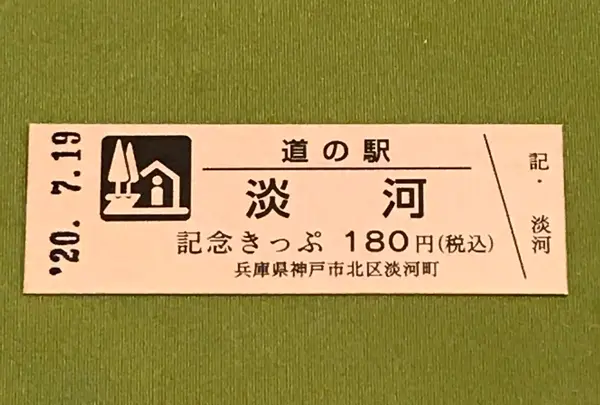 '20. 7.19
道の駅
淡河
記念きっぷ 180円(税込)
兵庫県神戸市北区淡河町
記・淡河